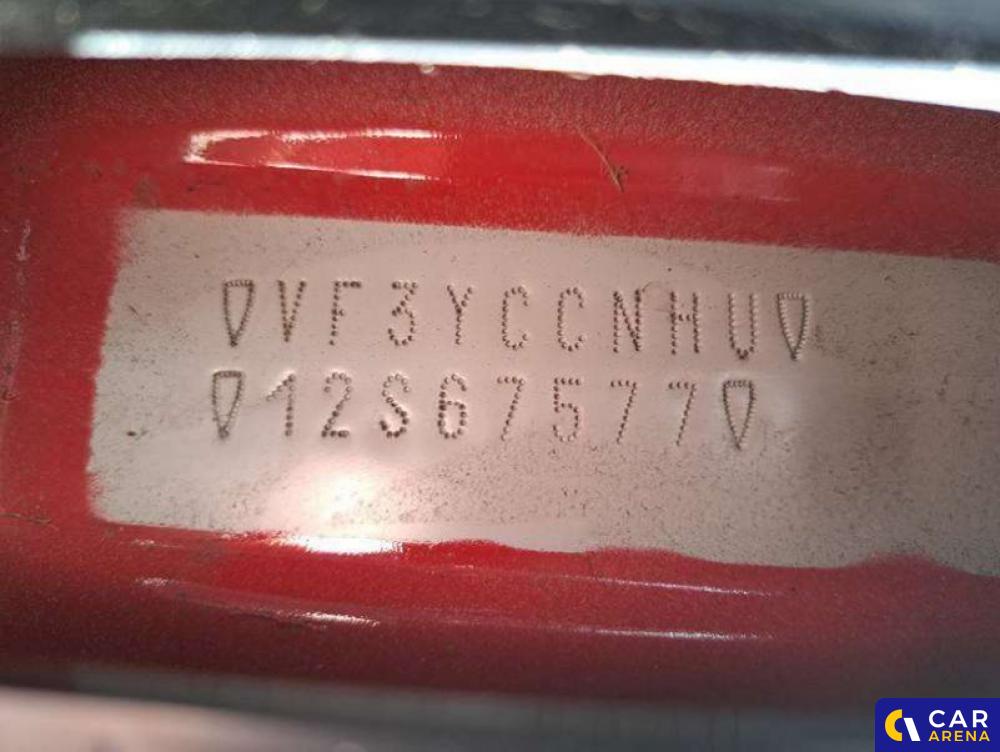 VF3YCCNHU
12S67577
CAR
ARENA